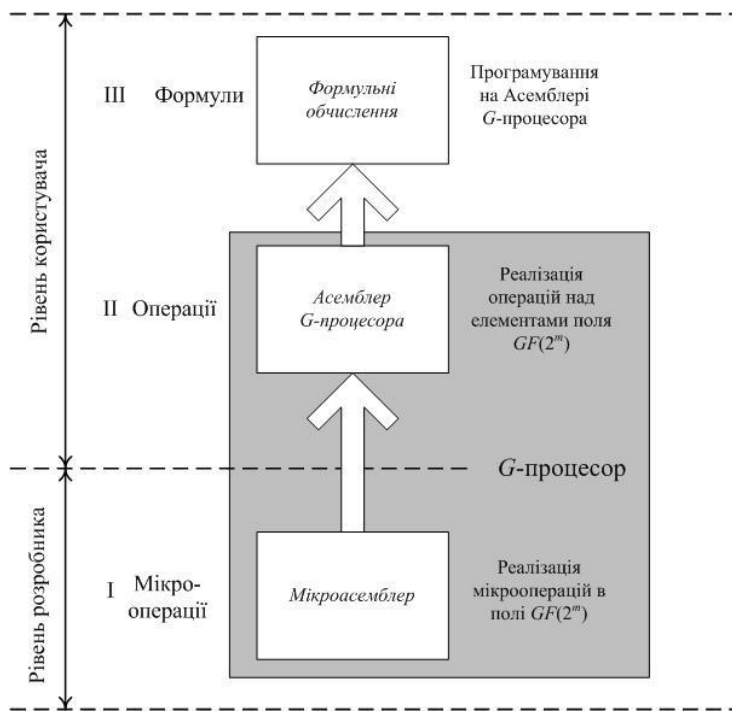 III Формули
Формульні
обчислення
Програмування
на Асемблері
G-процесора
Рівень користувача
II Операції
Асемблер
G-процесора
Реалізація
операцій над
елементами поля
GF(2^m)
G-процесор
Рівень розробника
I Мікро-
операції
Мікроасемблер
Реалізація
мікрооперацій в
полі GF(2^m)